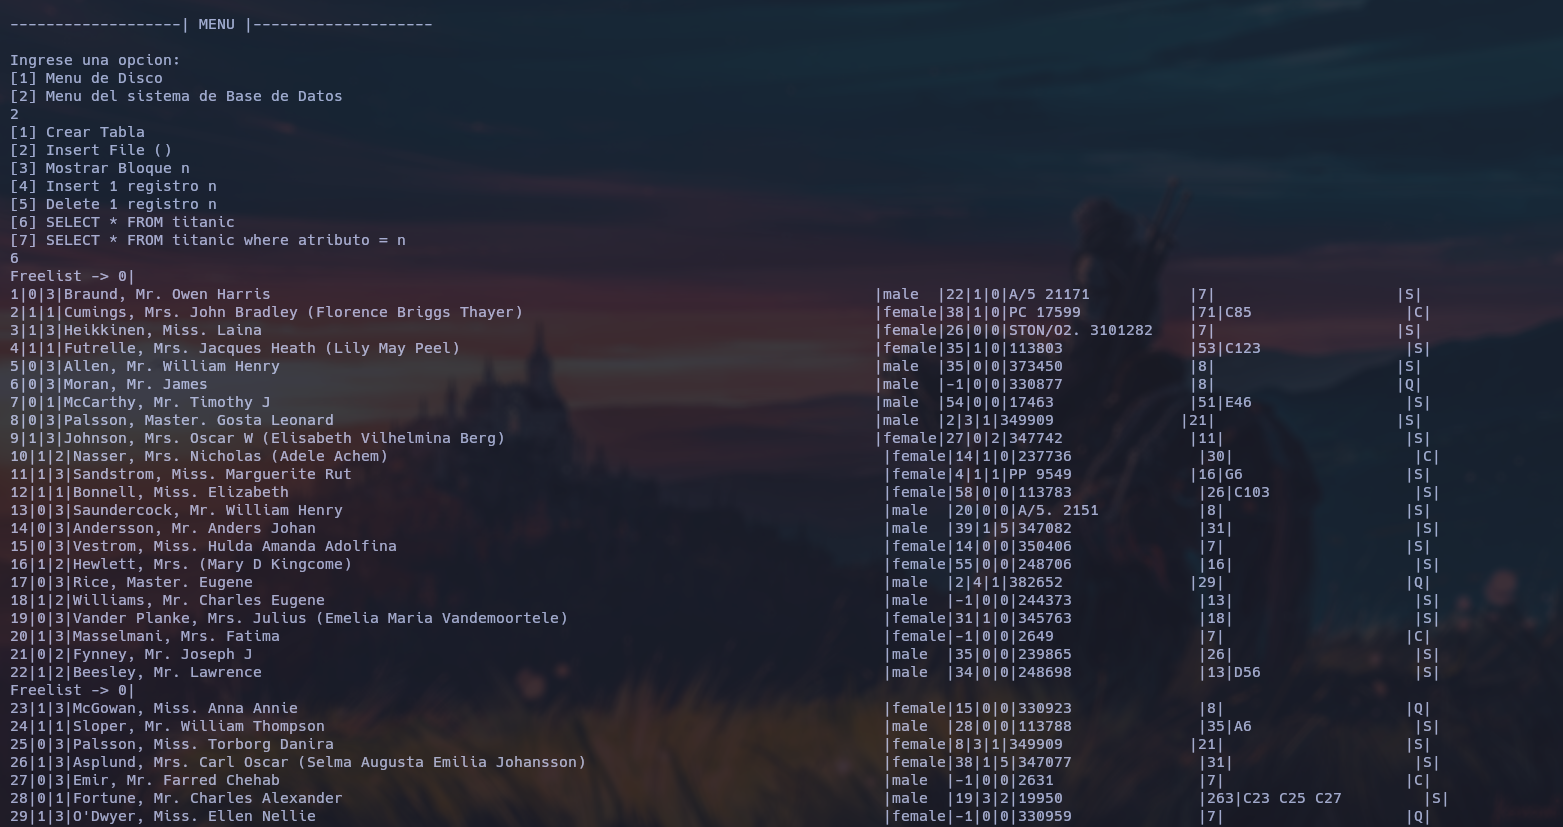 -------------------| MENU |--------------------
Ingrese una opcion:
[1] Menu de Disco
[2] Menu del sistema de Base de Datos
2
[1] Crear Tabla
[2] Insert File ()
[3] Mostrar Bloque n
[4] Insert 1 registro n
[5] Delete 1 registro n
[6] SELECT * FROM titanic
[7] SELECT * FROM titanic where atributo = n
6
Freelist -> 0|
1|0|3|Braund, Mr. Owen Harris |male |22|1|0|A/5 21171 |7| |S|
2|1|1|Cumings, Mrs. John Bradley (Florence Briggs Thayer) |female|38|1|0|PC 17599 |71|C85 |C|
3|1|3|Heikkinen, Miss. Laina |female|26|0|0|STON/O2. 3101282 |7| |S|
4|1|1|Futrelle, Mrs. Jacques Heath (Lily May Peel) |female|35|1|0|113803 |53|C123 |S|
5|0|3|Allen, Mr. William Henry |male |35|0|0|373450 |8| |S|
6|0|3|Moran, Mr. James |male |-1|0|0|330877 |8| |Q|
7|0|1|McCarthy, Mr. Timothy J |male |54|0|0|17463 |51|E46 |S|
8|0|3|Palsson, Master. Gosta Leonard |male |2|3|1|349909 |21| |S|
9|1|3|Johnson, Mrs. Oscar W (Elisabeth Vilhelmina Berg) |female|27|0|2|347742 |11| |S|
10|1|2|Nasser, Mrs. Nicholas (Adele Achem) |female|14|1|0|237736 |30| |C|
11|1|3|Sandstrom, Miss. Marguerite Rut |female|4|1|1|PP 9549 |16|G6 |S|
12|1|1|Bonnell, Miss. Elizabeth |female|58|0|0|113783 |26|C103 |S|
13|0|3|Saundercock, Mr. William Henry |male |20|0|0|A/5. 2151 |8| |S|
14|0|3|Andersson, Mr. Anders Johan |male |39|1|5|347082 |31| |S|
15|0|3|Vestrom, Miss. Hulda Amanda Adolfina |female|14|0|0|350406 |7| |S|
16|1|2|Hewlett, Mrs. (Mary D Kingcome) |female|55|0|0|248706 |16| |S|
17|0|3|Rice, Master. Eugene |male |2|4|1|382652 |29| |Q|
18|1|2|Williams, Mr. Charles Eugene |male |-1|0|0|244373 |13| |S|
19|0|3|Vander Planke, Mrs. Julius (Emelia Maria Vandemoortele) |female|31|1|0|345763 |18| |S|
20|1|3|Masselmani, Mrs. Fatima |female|-1|0|0|2649 |7| |C|
21|0|2|Fynney, Mr. Joseph J |male |35|0|0|239865 |26| |S|
22|1|2|Beesley, Mr. Lawrence |male |34|0|0|248698 |13|D56 |S|
Freelist -> 0|
23|1|3|McGowan, Miss. Anna Annie |female|15|0|0|330923 |8| |Q|
24|1|1|Sloper, Mr. William Thompson |male |28|0|0|113788 |35|A6 |S|
25|0|3|Palsson, Miss. Torborg Danira |female|8|3|1|349909 |21| |S|
26|1|3|Asplund, Mrs. Carl Oscar (Selma Augusta Emilia Johansson) |female|38|1|5|347077 |31| |S|
27|0|3|Emir, Mr. Farred Chehab |male |-1|0|0|2631 |7| |C|
28|0|1|Fortune, Mr. Charles Alexander |male |19|3|2|19950 |263|C23 C25 C27 |S|
29|1|3|O'Dwyer, Miss. Ellen Nellie |female|-1|0|0|330959 |7| |Q|